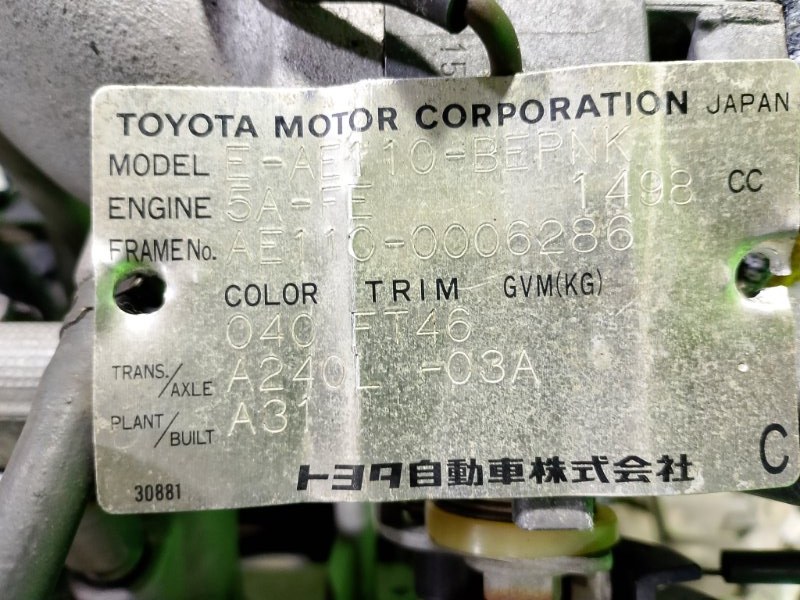 15
TOYOTA MOTOR CORPORATION JAPAN
MODEL E-AE110-BEPNK
ENGINE 5A-FE 1498 CC
FRAME No. AE110-0006286
COLOR TRIM GVM(KG)
040 FT46
TRANS./AXLE A240L -03A
PLANT/BUILT A31
トヨタ自動車株式会社 C
30881